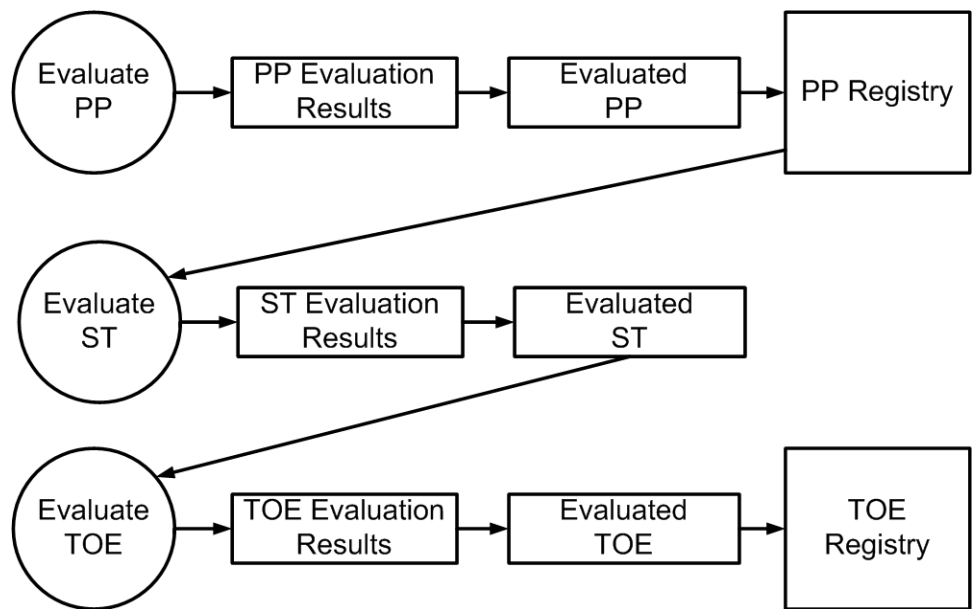 Evaluate
PP
PP Evaluation
Results
Evaluated
PP
PP Registry
Evaluate
ST
ST Evaluation
Results
Evaluated
ST
Evaluate
TOE
TOE Evaluation
Results
Evaluated
TOE
TOE
Registry